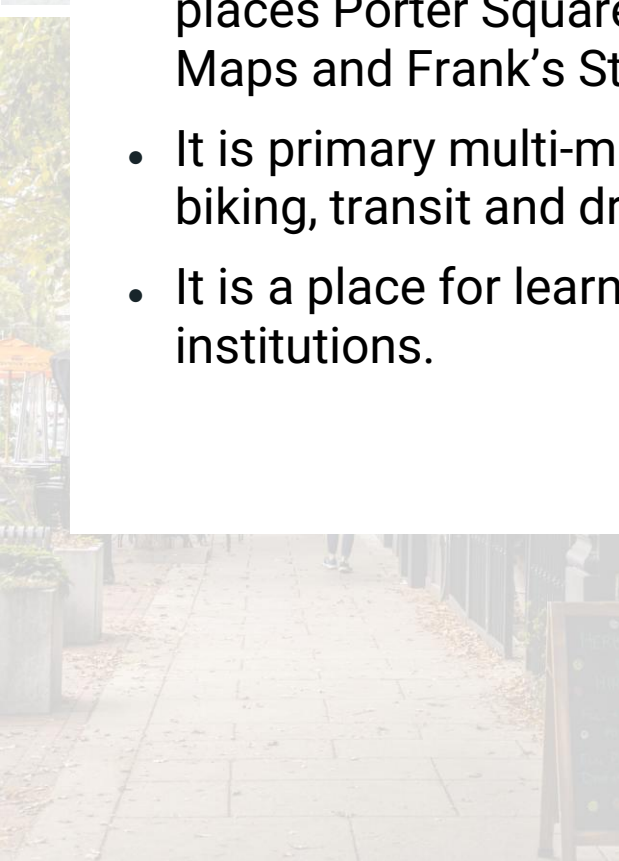 places Porter Square
Maps and Frank's St
• It is primary multi-m
biking, transit and dr
• It is a place for learn
institutions.